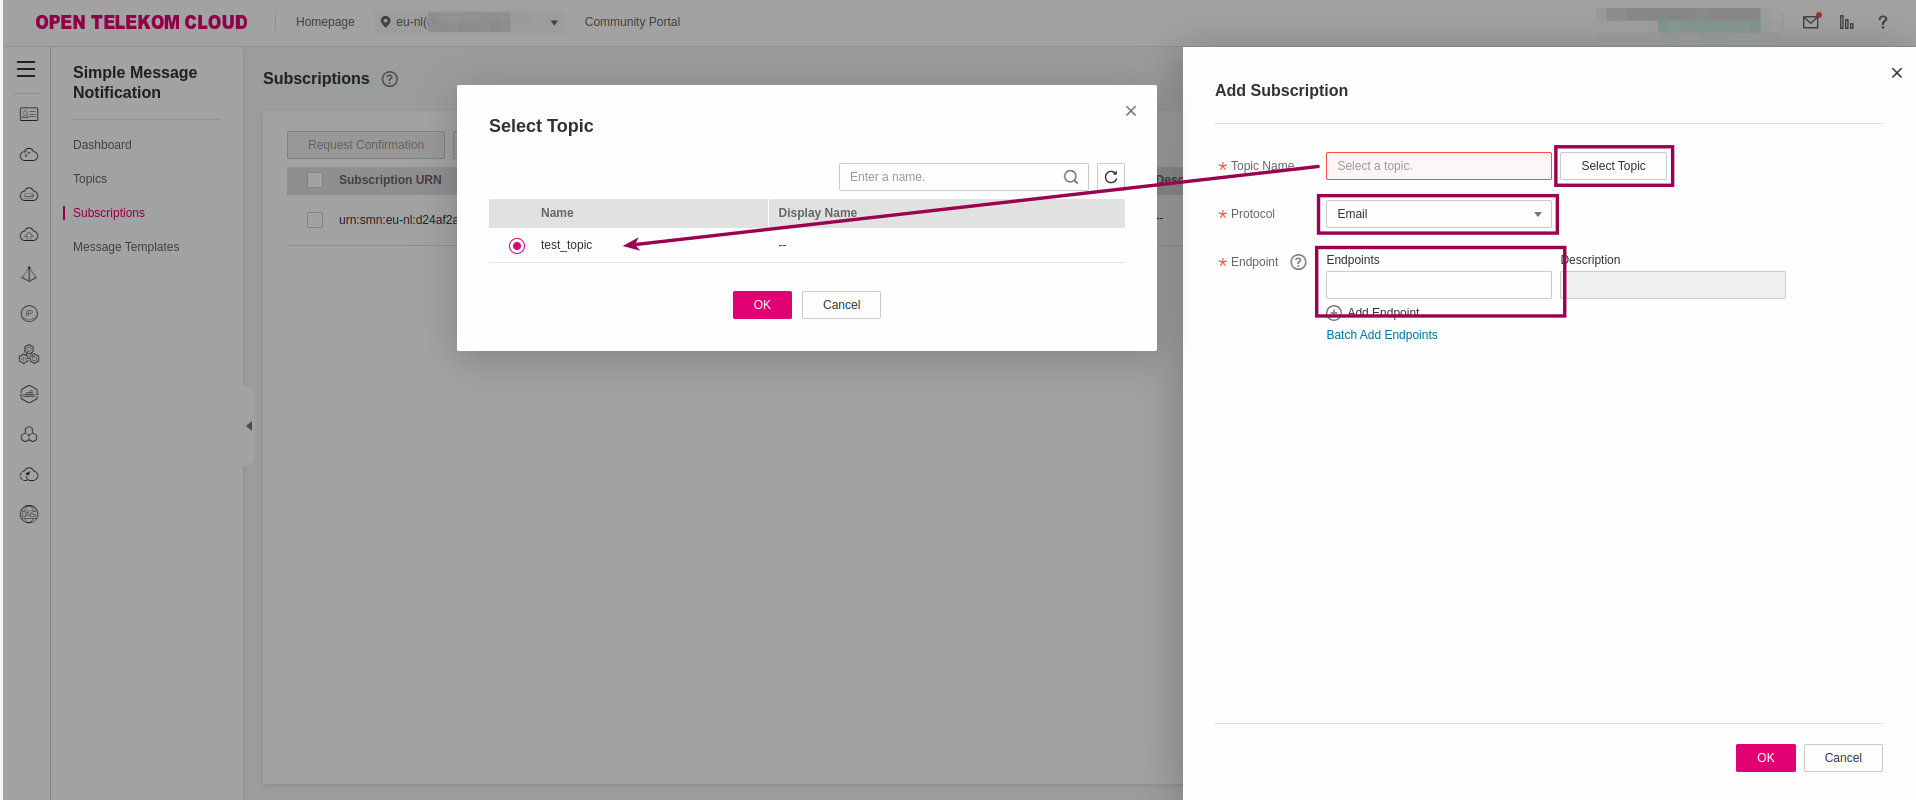 OPEN TELEKOM CLOUD
Homepage
eu-nl(
Community Portal
Simple Message
Notification
Dashboard
Topics
Subscriptions
Message Templates
Subscriptions
Request Confirmation
Subscription URN
urn:smn:eu-nl:d24af2a
--
Select Topic
Enter a name.
Name
Display Name
test_topic
--
OK
Cancel
Add Subscription
* Topic Name
Select a topic.
Select Topic
* Protocol
Email
* Endpoint
Endpoints
Description
Add Endpoint
Batch Add Endpoints
OK
Cancel